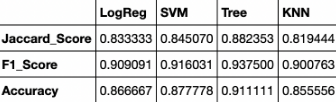 LogReg SVM Tree KNN
Jaccard_Score 0.833333 0.845070 0.882353 0.819444
F1_Score 0.909091 0.916031 0.937500 0.900763
Accuracy 0.866667 0.877778 0.911111 0.855556